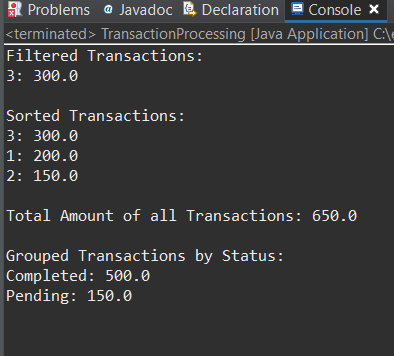 Problems Javadoc Declaration Console
<terminated> TransactionProcessing [Java Application] C:\
Filtered Transactions:
3: 300.0
Sorted Transactions:
3: 300.0
1: 200.0
2: 150.0
Total Amount of all Transactions: 650.0
Grouped Transactions by Status:
Completed: 500.0
Pending: 150.0